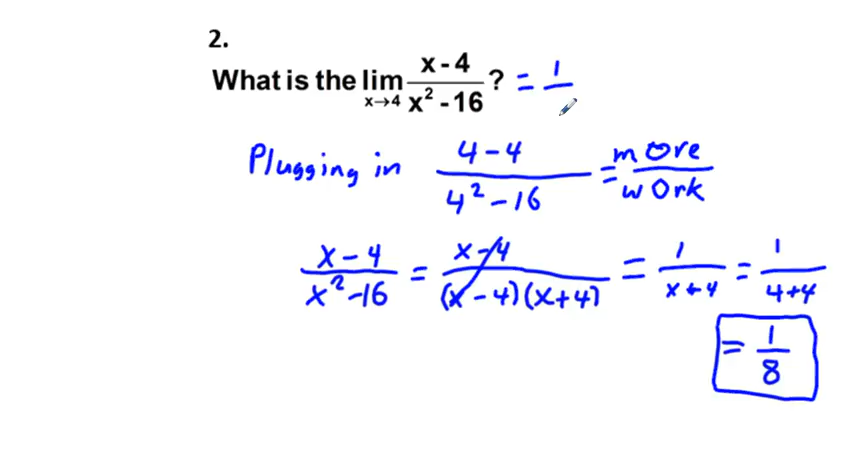 2.
What is the lim x→4 (x - 4)/(x² - 16) ? = 1/
Plugging in (4 - 4)/(4² - 16) = more/work
(x - 4)/(x² - 16) = (x - 4)/((x - 4)(x + 4)) = 1/(x + 4) = 1/(4 + 4)
= 1/8